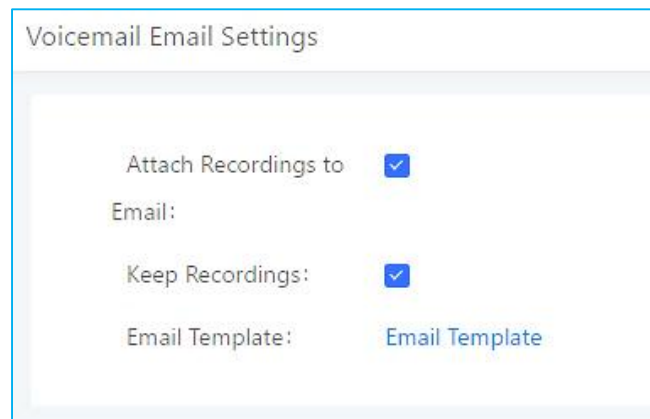 Voicemail Email Settings
Attach Recordings to
Email:
Keep Recordings:
Email Template: Email Template